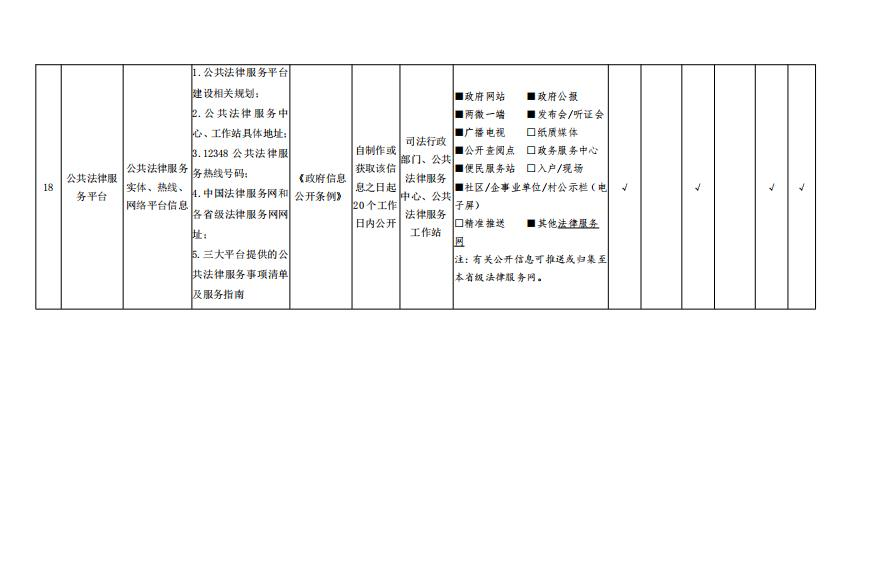 18
公共法律服
务平台
公共法律服务
实体、热线、
网络平台信息
1.公共法律服务平台
建设相关规划；
2.公共法律服务中
心、工作站具体地址；
3.12348 公共法律服
务热线号码；
4.中国法律服务网和
各省级法律服务网网
址；
5.三大平台提供的公
共法律服务事项清单
及服务指南
《政府信息
公开条例》
自制作或
获取该信
息之日起
20个工作
日内公开
司法行政
部门、公共
法律服务
中心、公共
法律服务
工作站
■政府网站 ■政府公报
■两微一端 ■发布会/听证会
■广播电视 □纸质媒体
■公开查阅点 □政务服务中心
■便民服务站 □入户/现场
■社区/企事业单位/村公示栏（电
子屏）
□精准推送 ■其他法律服务
网
注：有关公开信息可推送或归集至
本省级法律服务网。
√ √ √ √